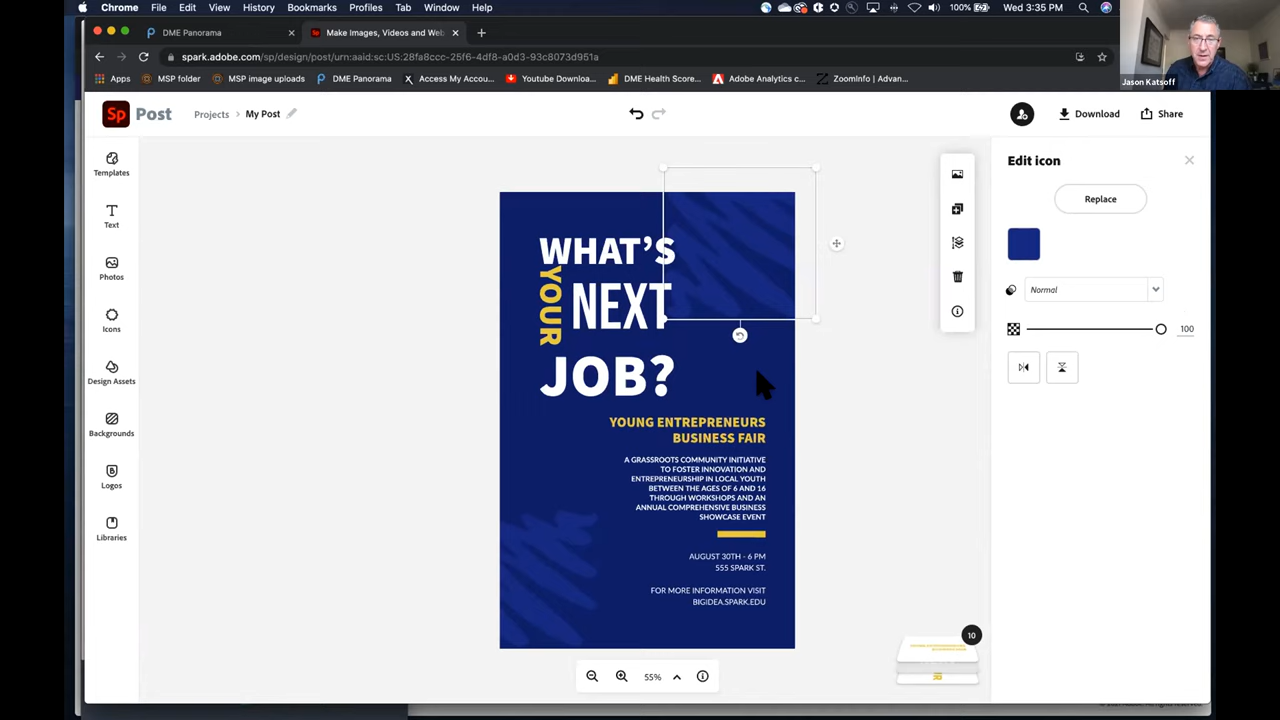 Chrome File Edit View History Bookmarks Profiles Tab Window Help
100% Wed 3:35 PM
DME Panorama
Make Images, Videos and Web
spark.adobe.com/sp/design/post/urn:aaid:sc:US:28fa8ccc-25f6-4df8-a0d3-93c8073d951a
Apps MSP folder MSP image uploads DME Panorama Access My Accou... Youtube Downloa... DME Health Score... Adobe Analytics c... ZoomInfo | Advan...
Jason Katsoff
Sp Post
Projects > My Post
Download
Share
Templates
Text
Photos
Icons
Design Assets
Backgrounds
Logos
Libraries
WHAT'S
YOUR
NEXT
JOB?
YOUNG ENTREPRENEURS
BUSINESS FAIR
A GRASSROOTS COMMUNITY INITIATIVE
TO FOSTER INNOVATION AND
ENTREPRENEURSHIP IN LOCAL YOUTH
BETWEEN THE AGES OF 6 AND 16
THROUGH WORKSHOPS AND AN
ANNUAL COMPREHENSIVE BUSINESS
SHOWCASE EVENT
AUGUST 30TH - 6 PM
555 SPARK ST.
FOR MORE INFORMATION VISIT
BIGIDEA.SPARK.EDU
Edit icon
Replace
Normal
100
10
55%